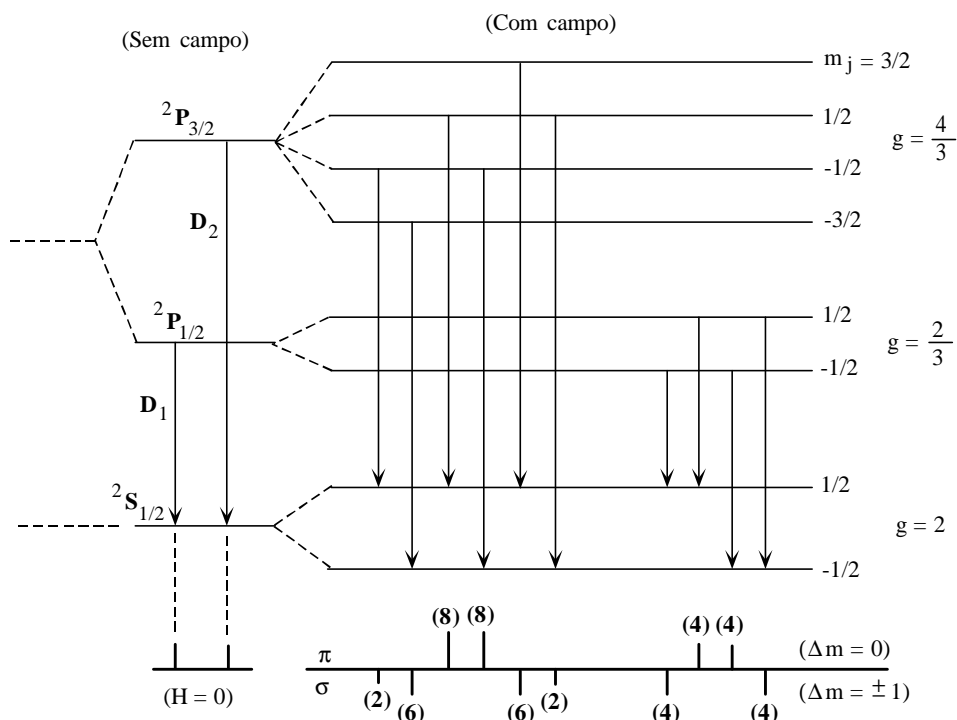 (Sem campo)
(Com campo)
m j = 3/2
²P3/2
1/2
g = 4/3
-1/2
D2
-3/2
²P1/2
1/2
g = 2/3
-1/2
D1
²S1/2
1/2
g = 2
-1/2
(8) (8)
(4) (4)
π
(Δ m = 0)
σ
(H = 0)
(2)
(6)
(6)
(2)
(4)
(4)
(Δ m = ± 1)